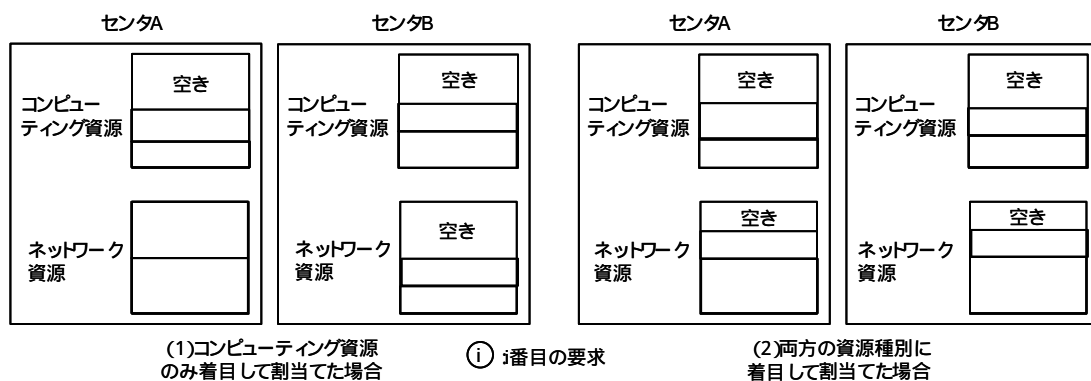 センタA
センタB
センタA
センタB
コンピュー
ティング資源
空き
コンピュー
ティング資源
空き
コンピュー
ティング資源
空き
コンピュー
ティング資源
空き
ネットワーク
資源
ネットワーク
資源
空き
ネットワーク
資源
空き
ネットワーク
資源
空き
(1)コンピューティング資源
のみ着目して割当てた場合
i :i番目の要求
(2)両方の資源種別に
着目して割当てた場合